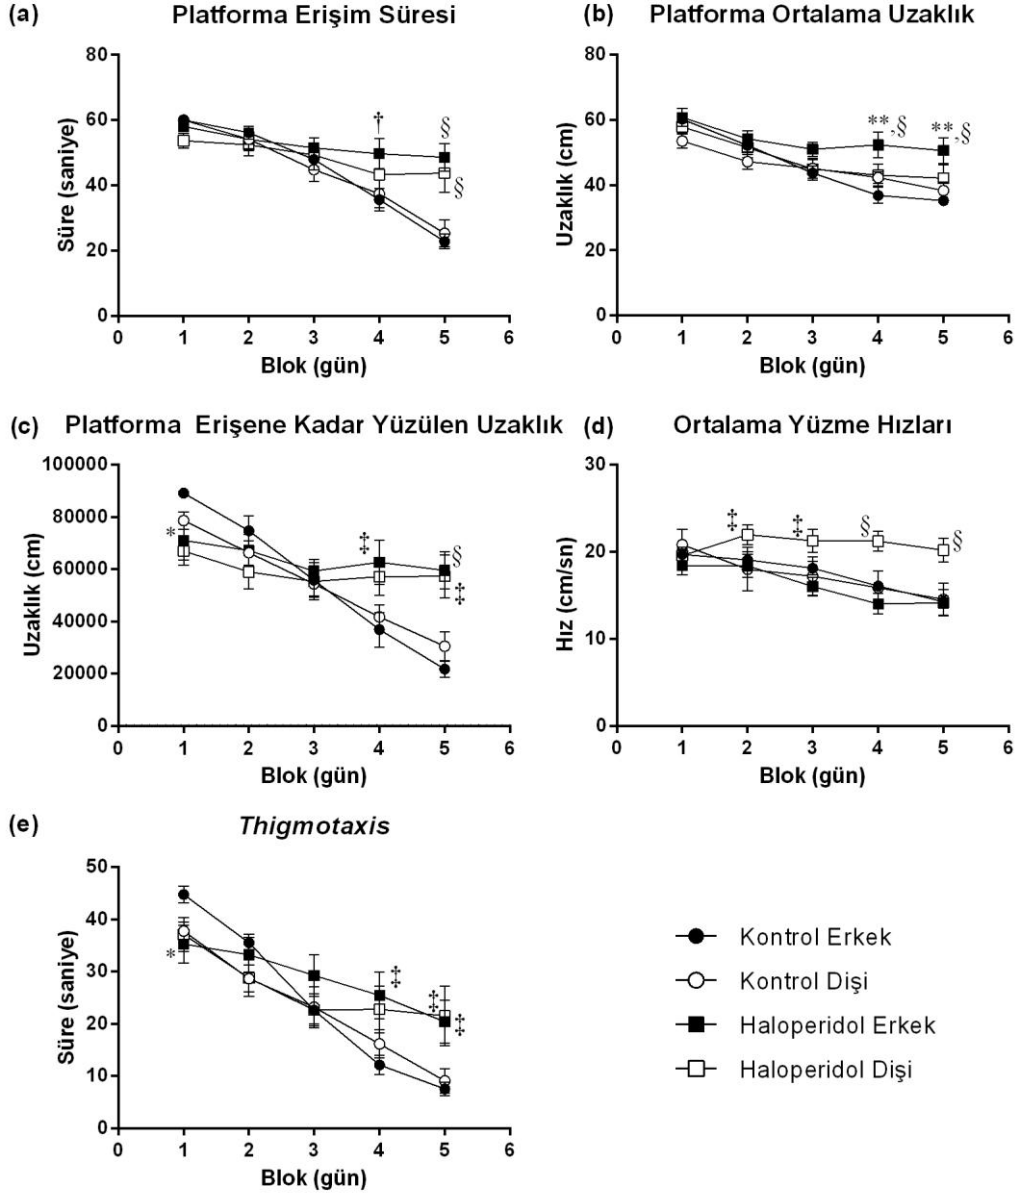 (a) Platforma Erişim Süresi
80
60
40
20
0
Süre (saniye)
†
§
§
0 1 2 3 4 5 6
Blok (gün)
(b) Platforma Ortalama Uzaklık
80
60
40
20
0
Uzaklık (cm)
**,§
**,§
0 1 2 3 4 5 6
Blok (gün)
(c) Platforma Erişene Kadar Yüzülen Uzaklık
100000
80000
60000
40000
20000
0
Uzaklık (cm)
*
‡
§
‡
0 1 2 3 4 5 6
Blok (gün)
(d) Ortalama Yüzme Hızları
30
20
10
0
Hız (cm/sn)
‡
‡
§
§
0 1 2 3 4 5 6
Blok (gün)
(e) Thigmotaxis
50
40
30
20
10
0
Süre (saniye)
*
‡
‡
‡
0 1 2 3 4 5 6
Blok (gün)
Kontrol Erkek
Kontrol Dişi
Haloperidol Erkek
Haloperidol Dişi